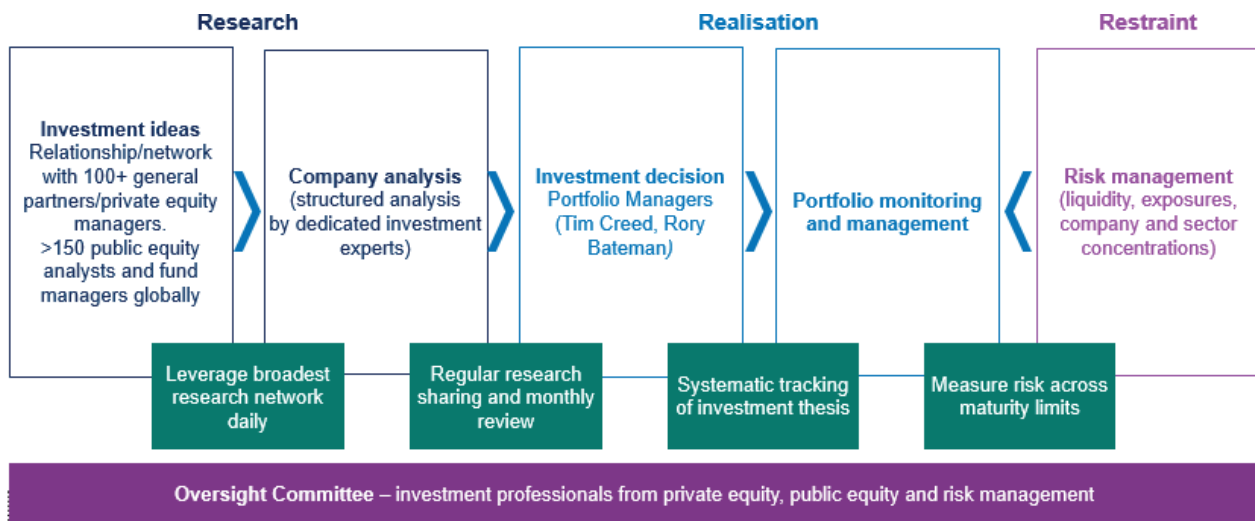 Research
Realisation
Restraint
Investment ideas
Relationship/network
with 100+ general
partners/private equity
managers.
>150 public equity
analysts and fund
managers globally
Company analysis
(structured analysis
by dedicated investment
experts)
Investment decision
Portfolio Managers
(Tim Creed, Rory
Bateman)
Portfolio monitoring
and management
Risk management
(liquidity, exposures,
company and sector
concentrations)
Leverage broadest
research network
daily
Regular research
sharing and monthly
review
Systematic tracking
of investment thesis
Measure risk across
maturity limits
Oversight Committee – investment professionals from private equity, public equity and risk management